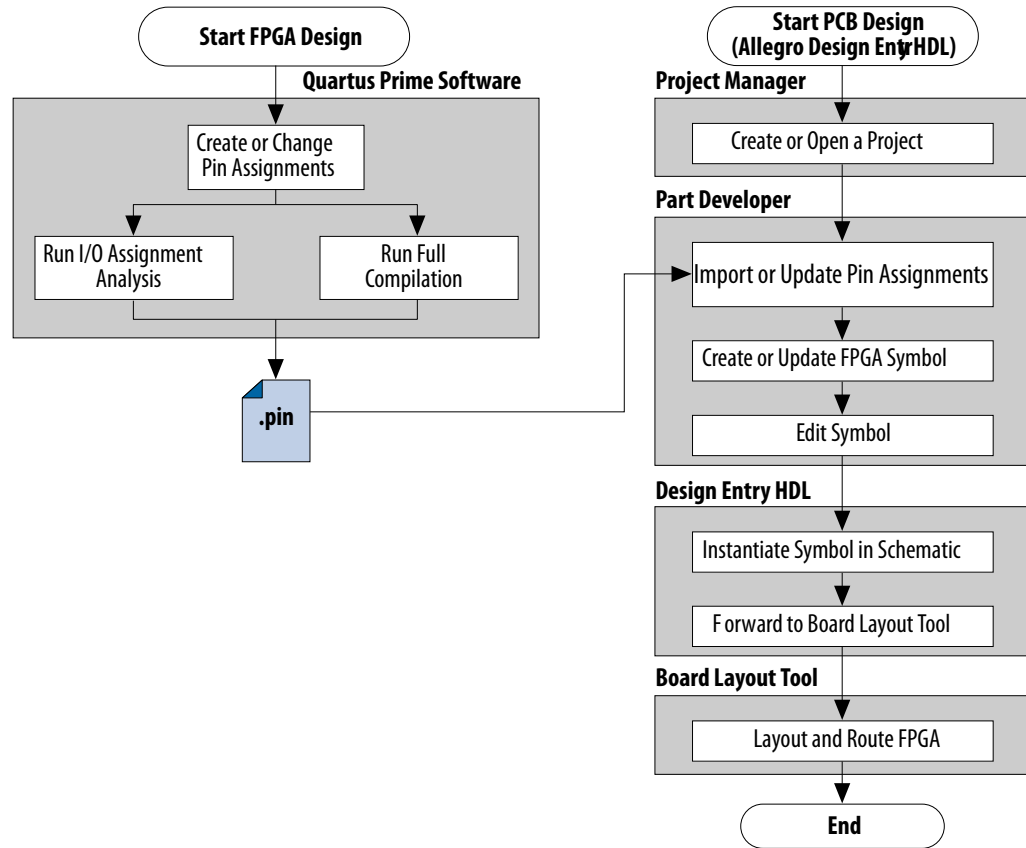 Start FPGA Design
Quartus Prime Software
Create or Change
Pin Assignments
Run I/O Assignment
Analysis
Run Full
Compilation
.pin
Start PCB Design
(Allegro Design EntryHDL)
Project Manager
Create or Open a Project
Part Developer
Import or Update Pin Assignments
Create or Update FPGA Symbol
Edit Symbol
Design Entry HDL
Instantiate Symbol in Schematic
Forward to Board Layout Tool
Board Layout Tool
Layout and Route FPGA
End